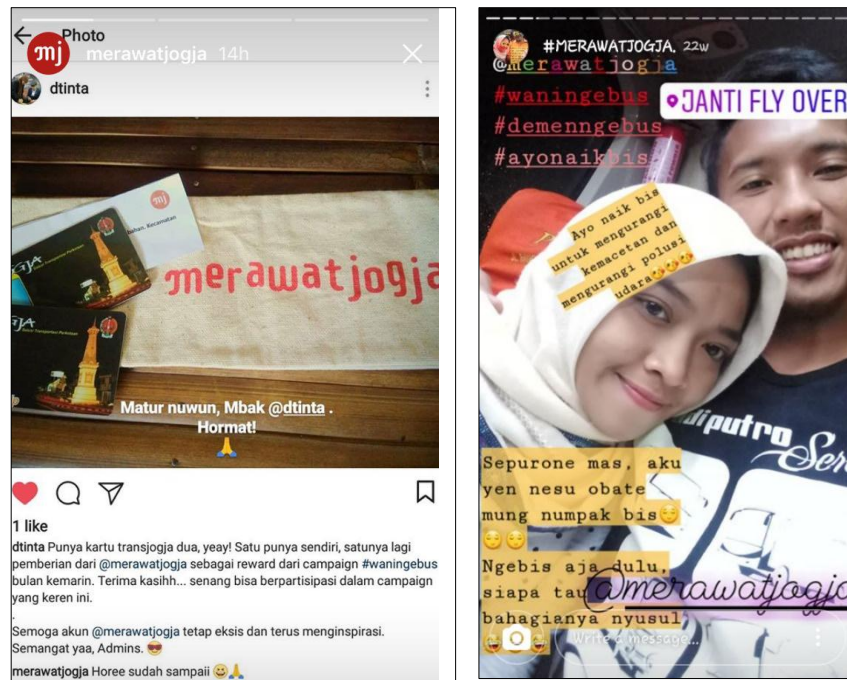 Photo
mj merawatjogja 14h
dtinta
mj
merawatjogja
Matur nuwun, Mbak @dtinta .
Hormat!
1 like
dtinta Punya kartu transjogja dua, yeay! Satu punya sendiri, satunya lagi
pemberian dari @merawatjogja sebagai reward dari campaign #waningebus
bulan kemarin. Terima kasihh... senang bisa berpartisipasi dalam campaign
yang keren ini.
.
Semoga akun @merawatjogja tetap eksis dan terus menginspirasi.
Semangat yaa, Admins. 😎
merawatjogja Horee sudah sampaii 😀🙏
#MERAWATJOGJA. 22w
@merawatjogja
#waningebus
JANTI FLY OVER
#demenngebus
#ayonaikbis
Ayo naik bis
untuk mengurangi
kemacetan dan
mengurangi polusi
udara😘😘😘
diputro
Sepurone mas, aku
yen nesu obate
mung numpak bis😌
😌😌
Ngebis aja dulu,
siapa tau @merawatjogja
bahagianya nyusul
Write a message...